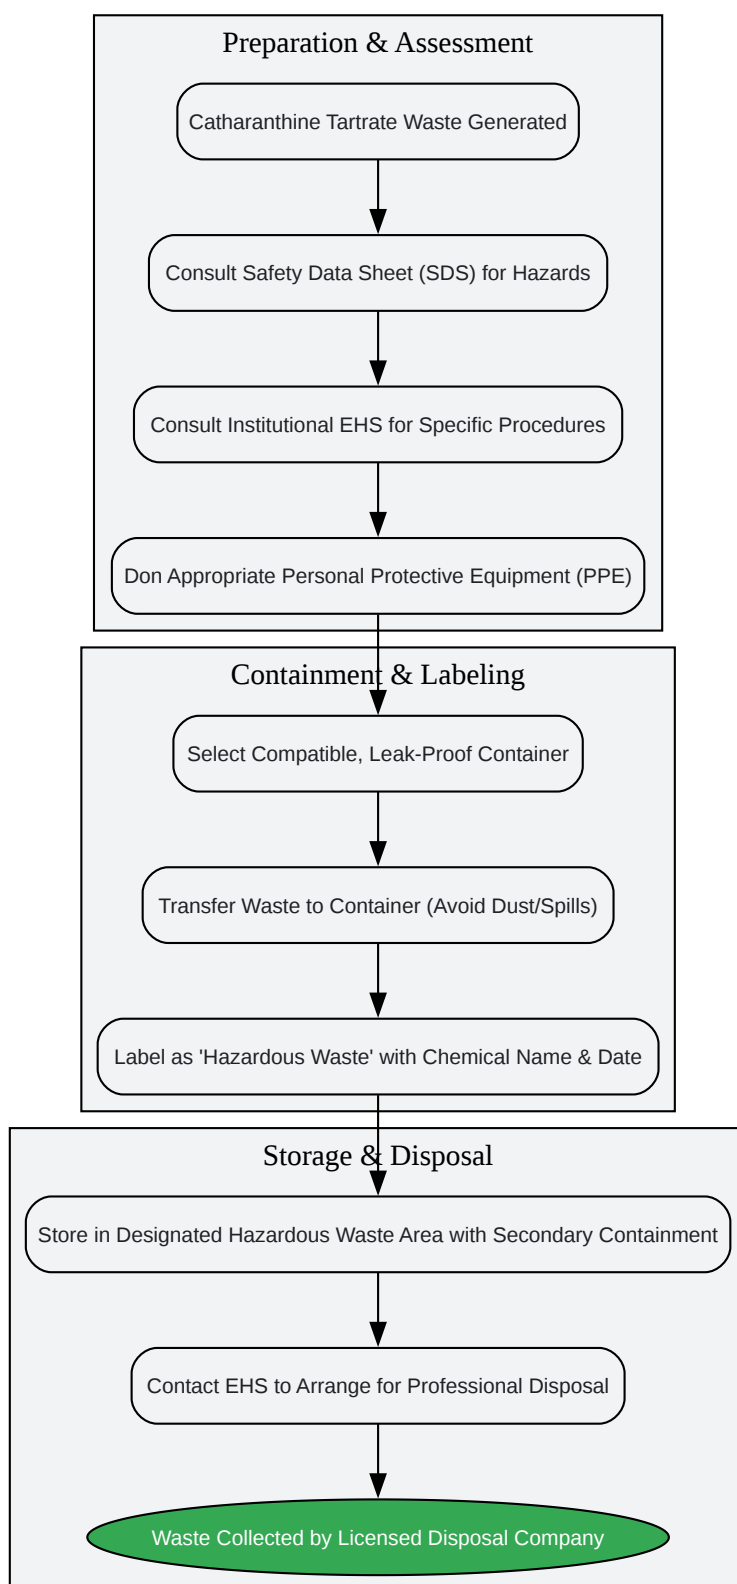 Preparation & Assessment
Catharanthine Tartrate Waste Generated
Consult Safety Data Sheet (SDS) for Hazards
Consult Institutional EHS for Specific Procedures
Don Appropriate Personal Protective Equipment (PPE)
Containment & Labeling
Select Compatible, Leak-Proof Container
Transfer Waste to Container (Avoid Dust/Spills)
Label as 'Hazardous Waste' with Chemical Name & Date
Storage & Disposal
Store in Designated Hazardous Waste Area with Secondary Containment
Contact EHS to Arrange for Professional Disposal
Waste Collected by Licensed Disposal Company